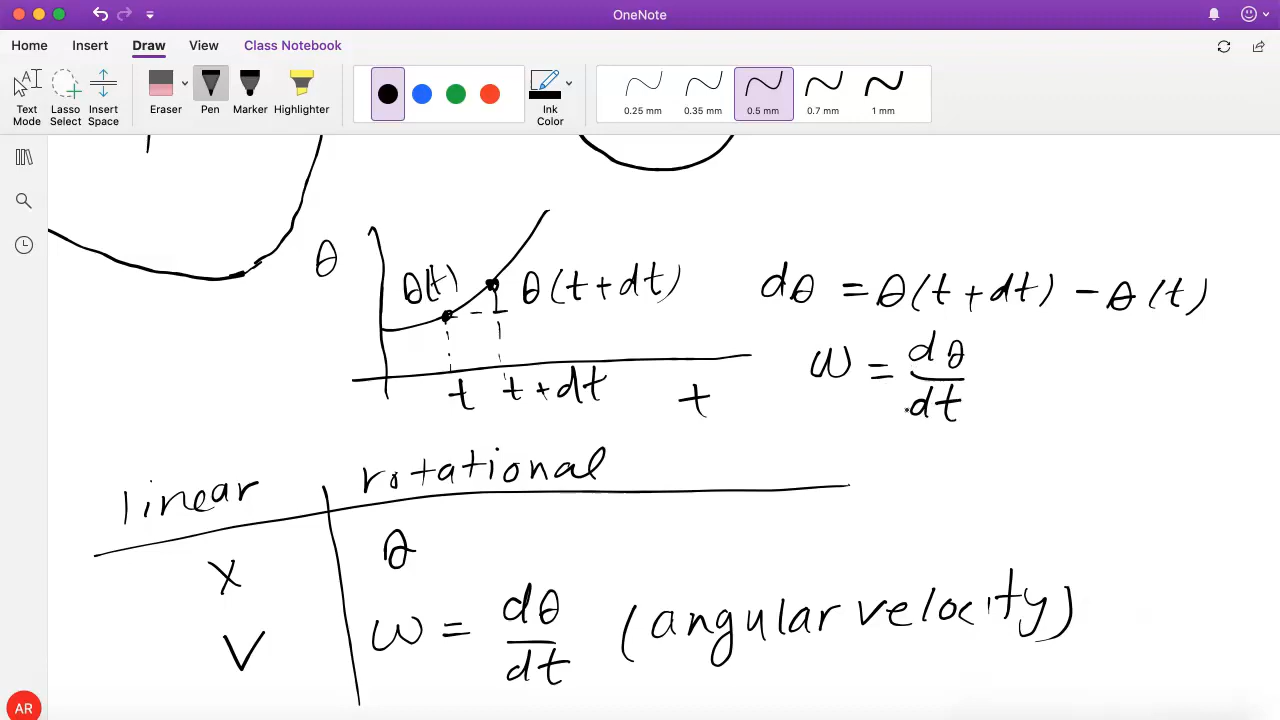 OneNote
Home Insert Draw View Class Notebook
Text Mode
Lasso Select
Insert Space
Eraser
Pen
Marker
Highlighter
Ink Color
0.25 mm
0.35 mm
0.5 mm
0.7 mm
1 mm
θ
θ(t)
θ(t+dt)
t
t+dt
t
dθ = θ(t+dt) - θ(t)
ω = dθ/dt
linear rotational
x θ
v ω = dθ/dt (angular velocity)
AR